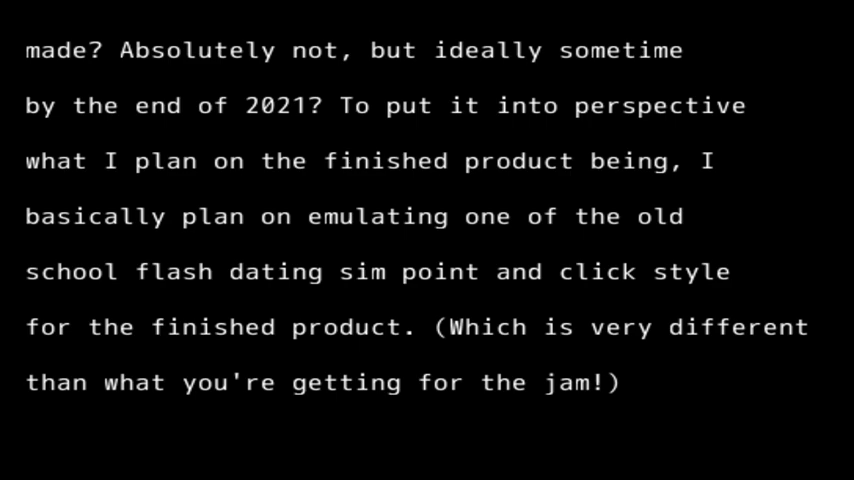 made? Absolutely not, but ideally sometime
by the end of 2021? To put it into perspective
what I plan on the finished product being, I
basically plan on emulating one of the old
school flash dating sim point and click style
for the finished product. (Which is very different
than what you're getting for the jam!)